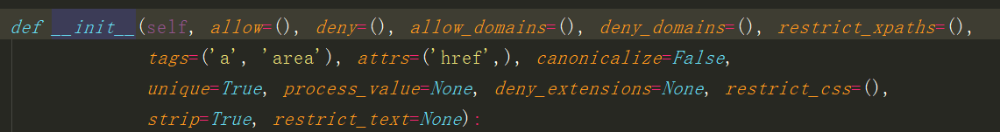 def __init__(self, allow=(), deny=(), allow_domains=(), deny_domains=(), restrict_xpaths=(),
tags=('a', 'area'), attrs=('href',), canonicalize=False,
unique=True, process_value=None, deny_extensions=None, restrict_css=(),
strip=True, restrict_text=None):